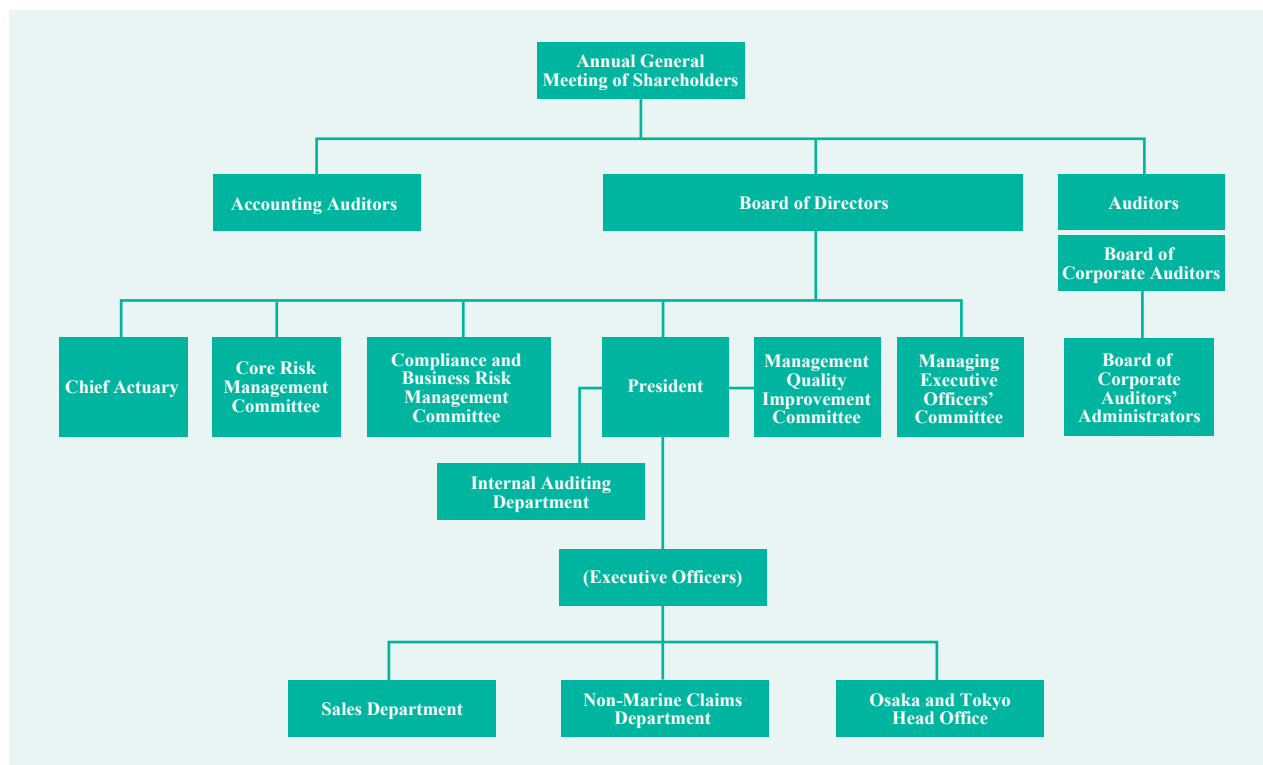 Annual General
Meeting of Shareholders
Accounting Auditors
Board of Directors
Auditors
Board of
Corporate Auditors
Chief Actuary
Core Risk
Management
Committee
Compliance and
Business Risk
Management
Committee
President
Management
Quality
Improvement
Committee
Managing
Executive
Officers’
Committee
Board of
Corporate
Auditors’
Administrators
Internal Auditing
Department
(Executive Officers)
Sales Department
Non-Marine Claims
Department
Osaka and Tokyo
Head Office